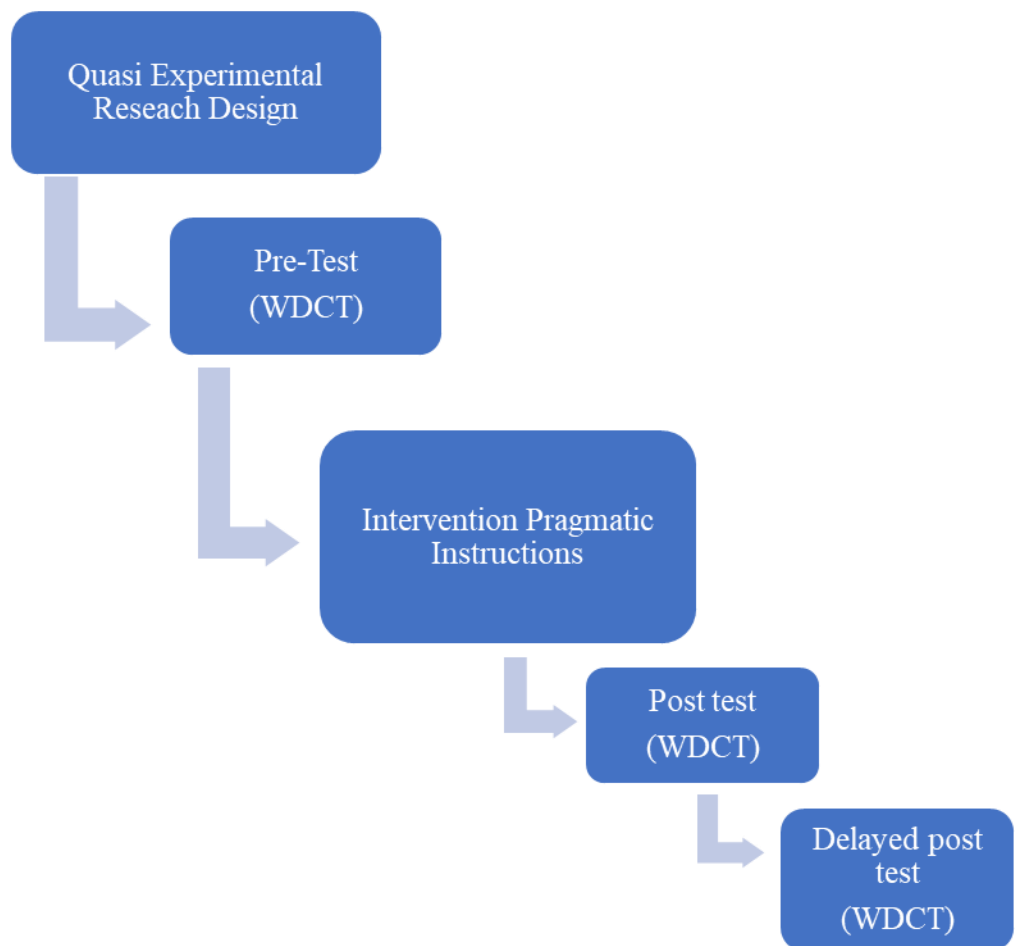 Quasi Experimental
Reseach Design
Pre-Test
(WDCT)
Intervention Pragmatic
Instructions
Post test
(WDCT)
Delayed post
test
(WDCT)